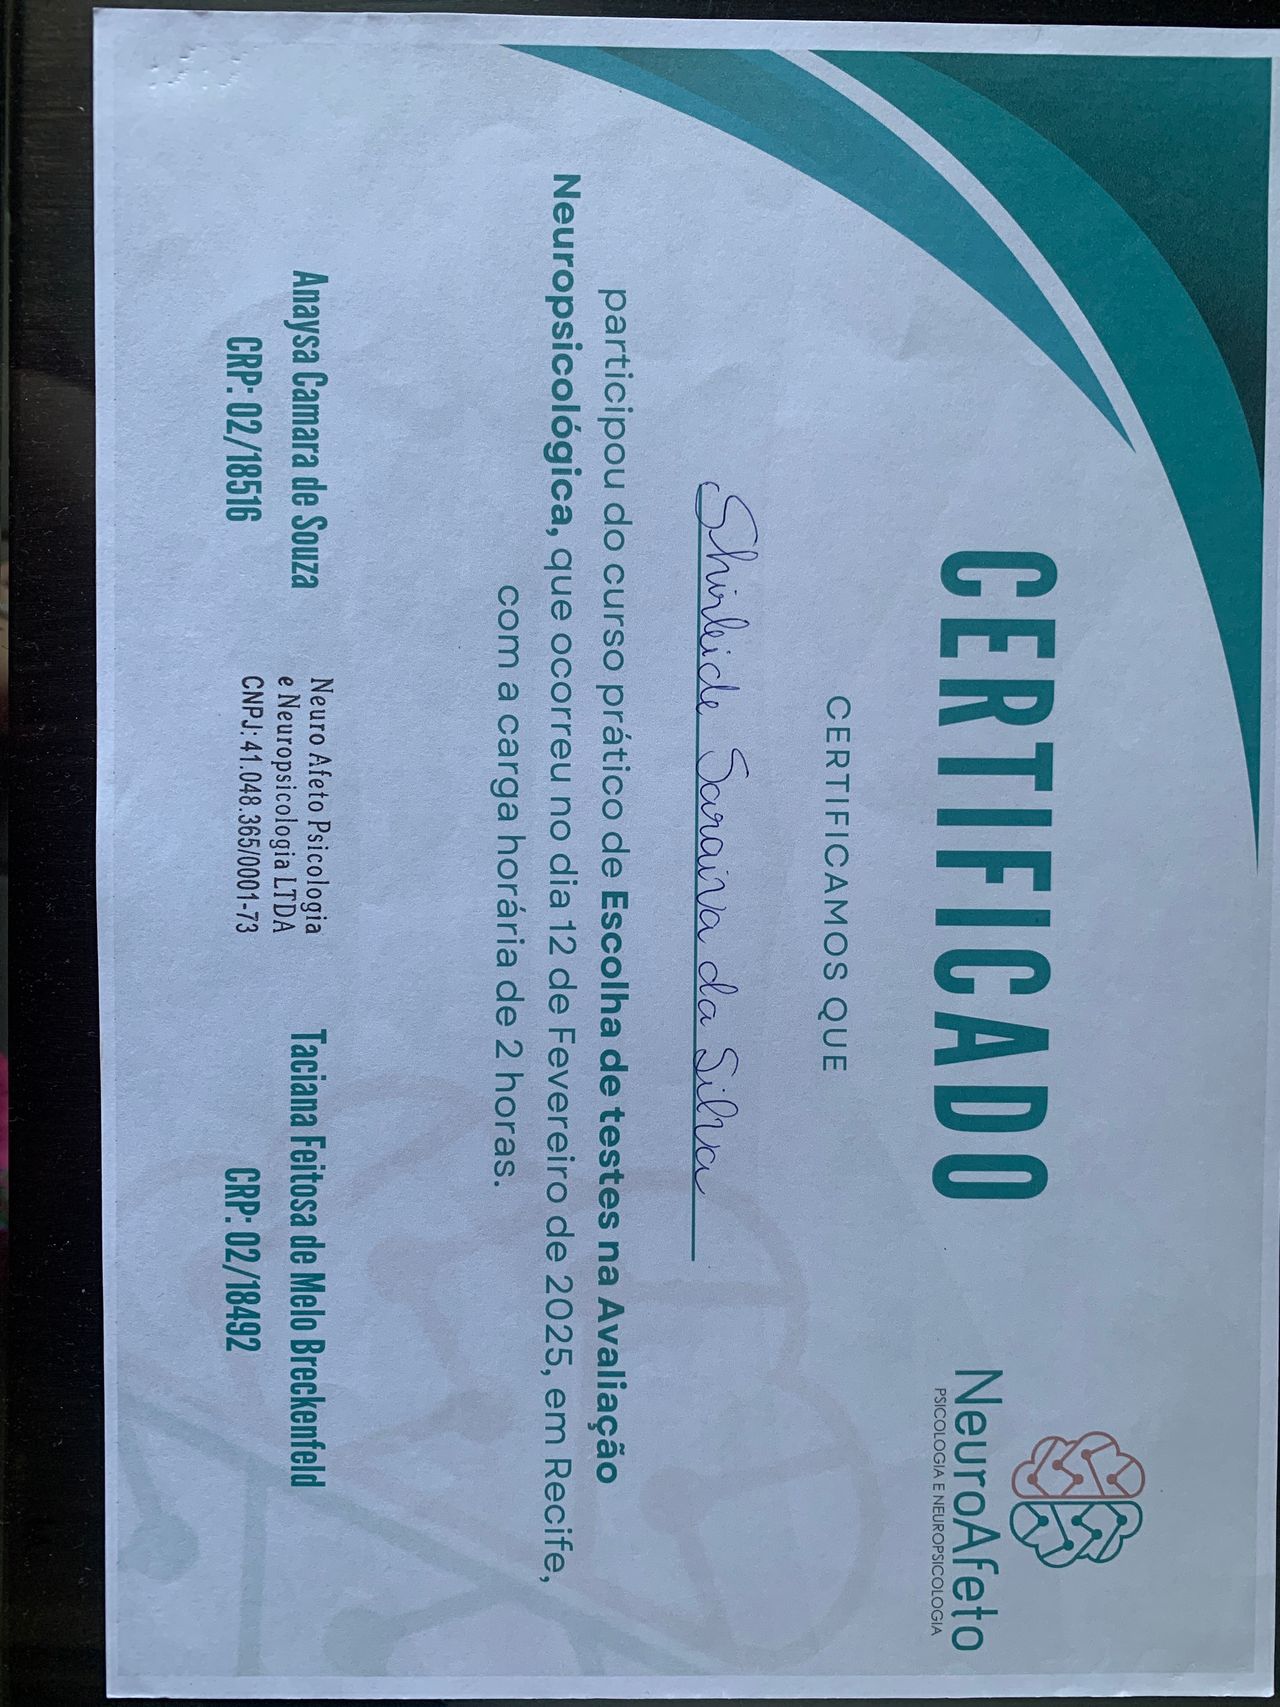 CERTIFICADO
NeuroAfeto
PSICOLOGIA E NEUROPSICOLOGIA
CERTIFICAMOS QUE
Shirleide Saraiva da Silva
participou do curso prático de Escolha de testes na Avaliação
Neuropsicológica, que ocorreu no dia 12 de Fevereiro de 2025, em Recife,
com a carga horária de 2 horas.
Anaysa Camara de Souza
CRP: 02/18516
Neuro Afeto Psicologia
e Neuropsicologia LTDA
CNPJ: 41.048.365/0001-73
Taciana Feitosa de Melo Breckenfeld
CRP: 02/18492